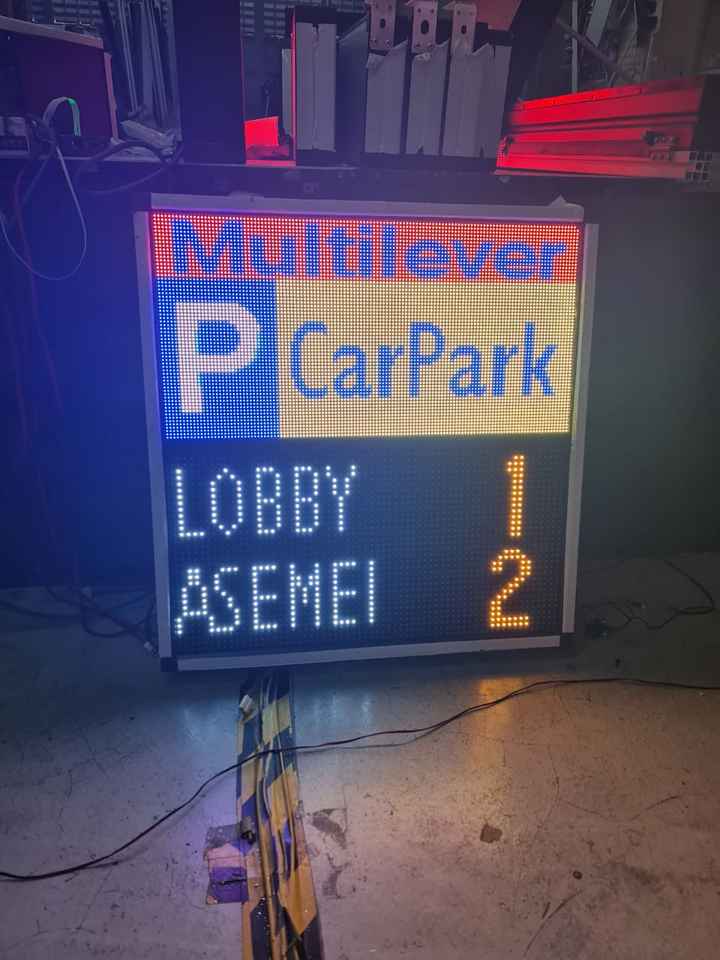 Multilever
P CarPark
LOBBY 1
ASEMEI 2